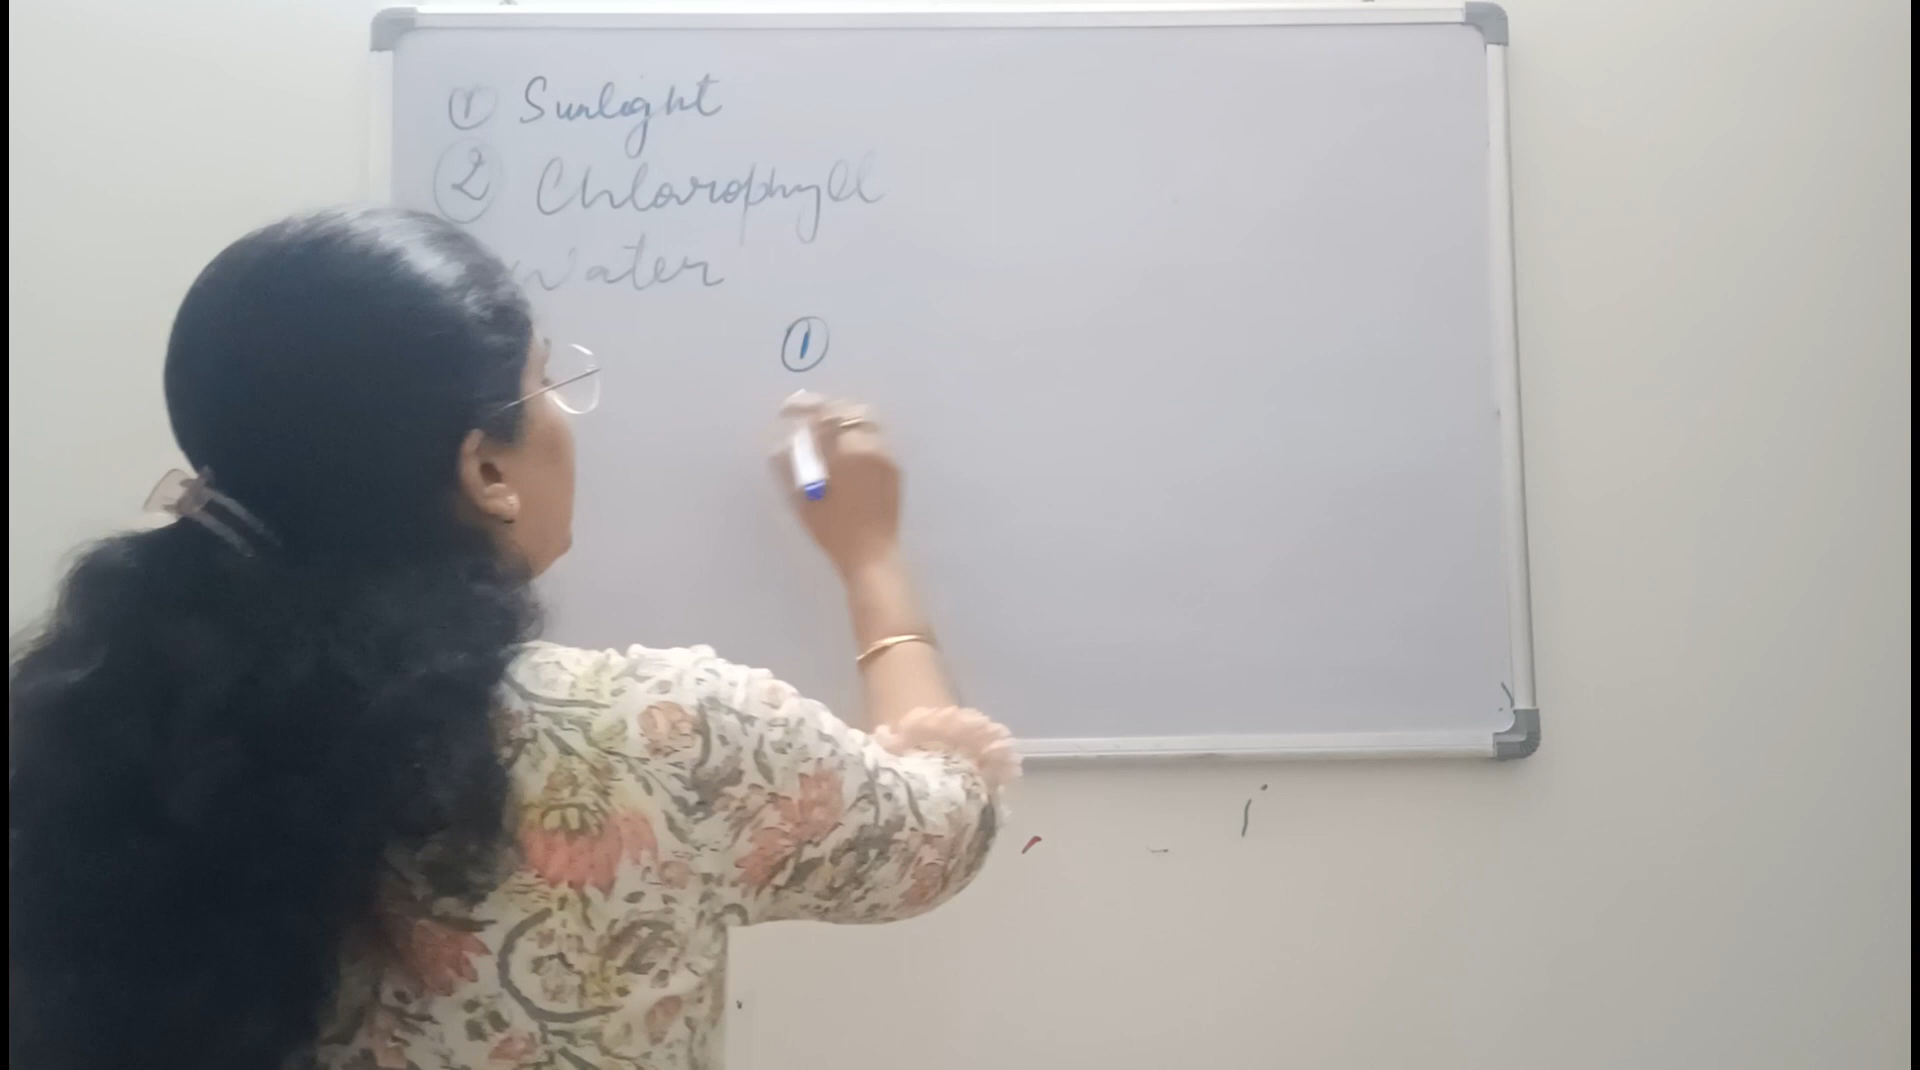 ① Sunlight
② Chlorophyll
Water
①